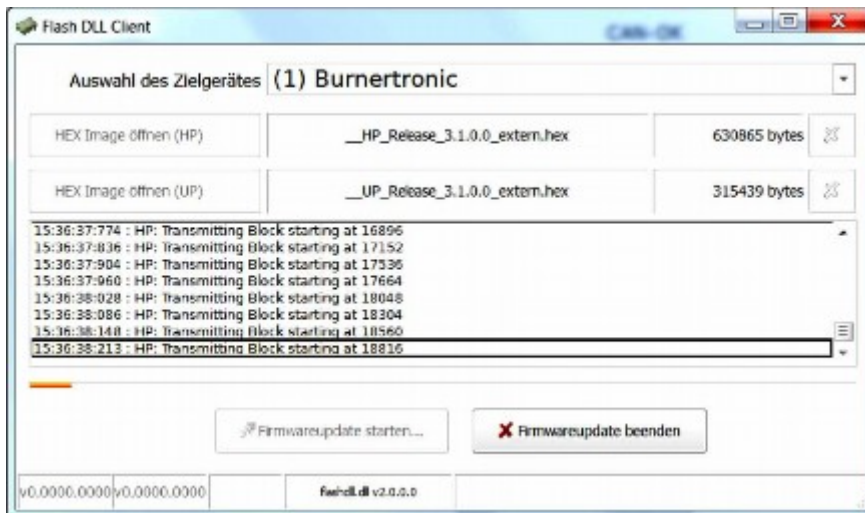 Flash DLL Client
CAN-OK
Auswahl des Zielgerätes (1) Burnertronic
HEX Image öffnen (HP) __HP_Release_3.1.0.0_extern.hex 630865 bytes
HEX Image öffnen (UP) __UP_Release_3.1.0.0_extern.hex 315439 bytes
15:36:37:774 : HP: Transmitting Block starting at 16896
15:36:37:836 : HP: Transmitting Block starting at 17152
15:36:37:904 : HP: Transmitting Block starting at 17536
15:36:37:960 : HP: Transmitting Block starting at 17664
15:36:38:028 : HP: Transmitting Block starting at 18048
15:36:38:086 : HP: Transmitting Block starting at 18304
15:36:38:148 : HP: Transmitting Block starting at 18560
15:36:38:213 : HP: Transmitting Block starting at 18816
Firmwareupdate starten... Firmwareupdate beenden
v0.0000.0000 v0.0000.0000 flashdll.dll v2.0.0.0